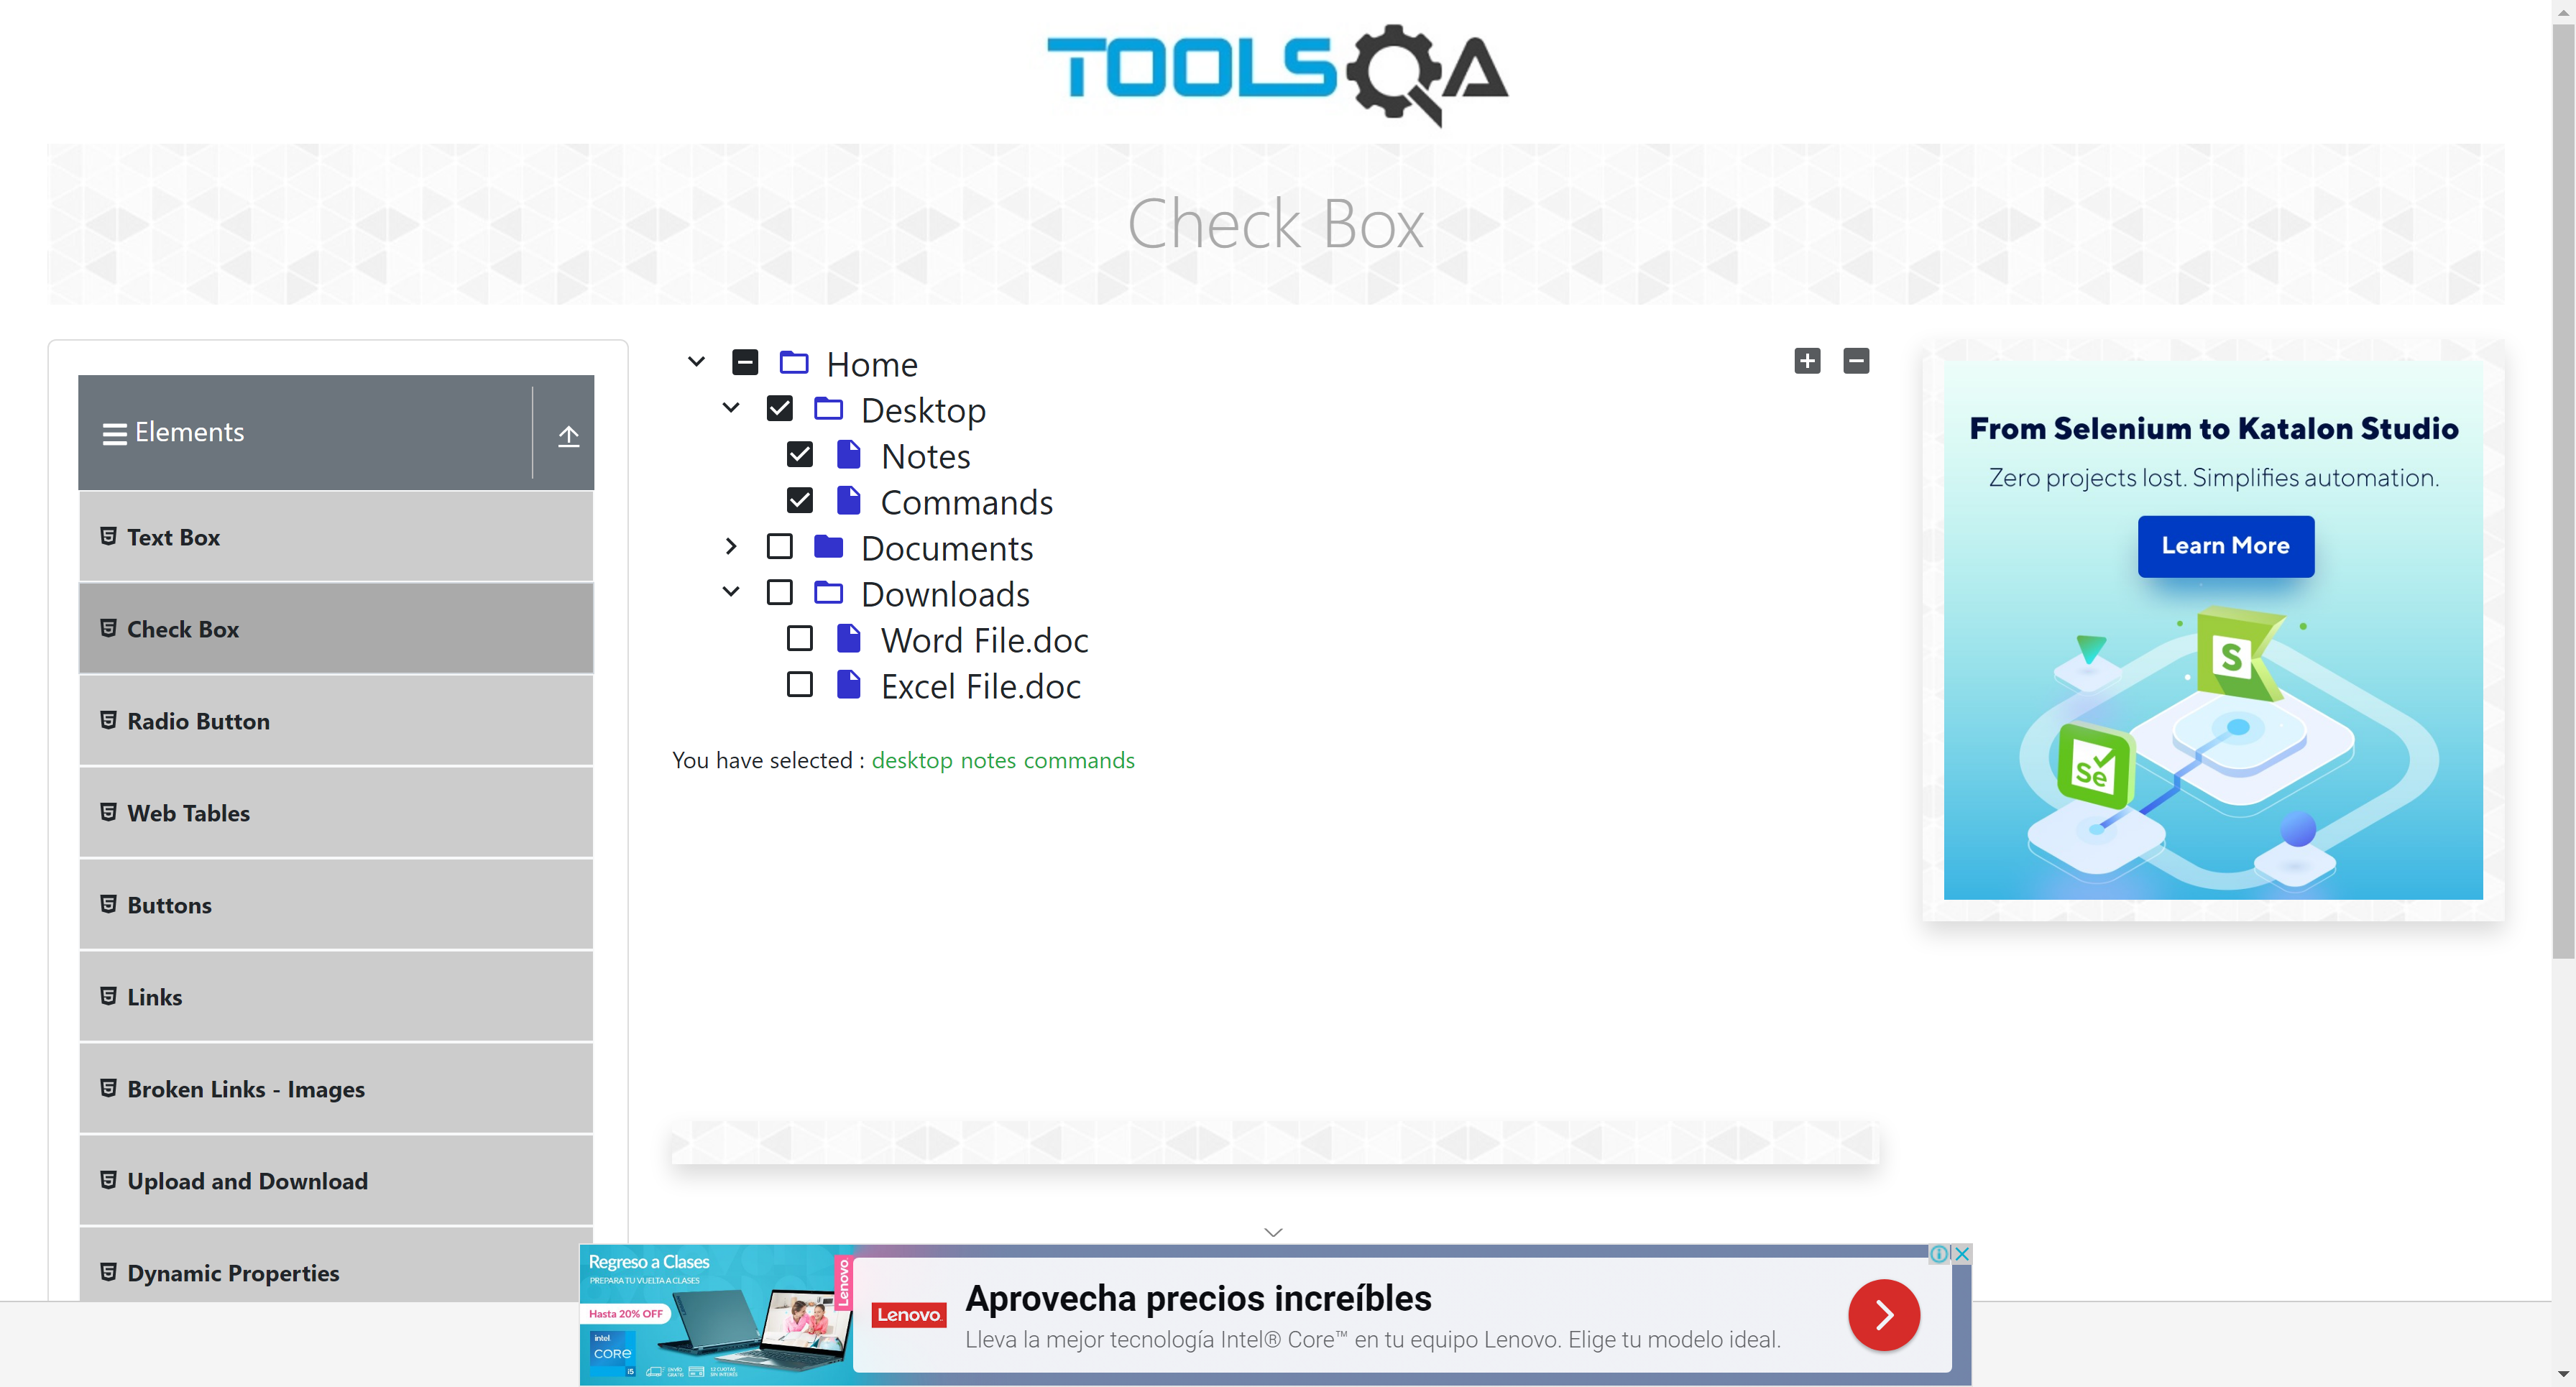 TOOLSQA
Check Box
Elements
Text Box
Check Box
Radio Button
Web Tables
Buttons
Links
Broken Links - Images
Upload and Download
Dynamic Properties
Home
Desktop
Notes
Commands
Documents
Downloads
Word File.doc
Excel File.doc
You have selected : desktop notes commands
From Selenium to Katalon Studio
Zero projects lost. Simplifies automation.
Learn More
S
Se
Regreso a Clases
PREPARA TU VUELTA A CLASES
Hasta 20% OFF
intel
CORE
i5
Lenovo
Lenovo
Aprovecha precios increíbles
Lleva la mejor tecnología Intel® Core™ en tu equipo Lenovo. Elige tu modelo ideal.